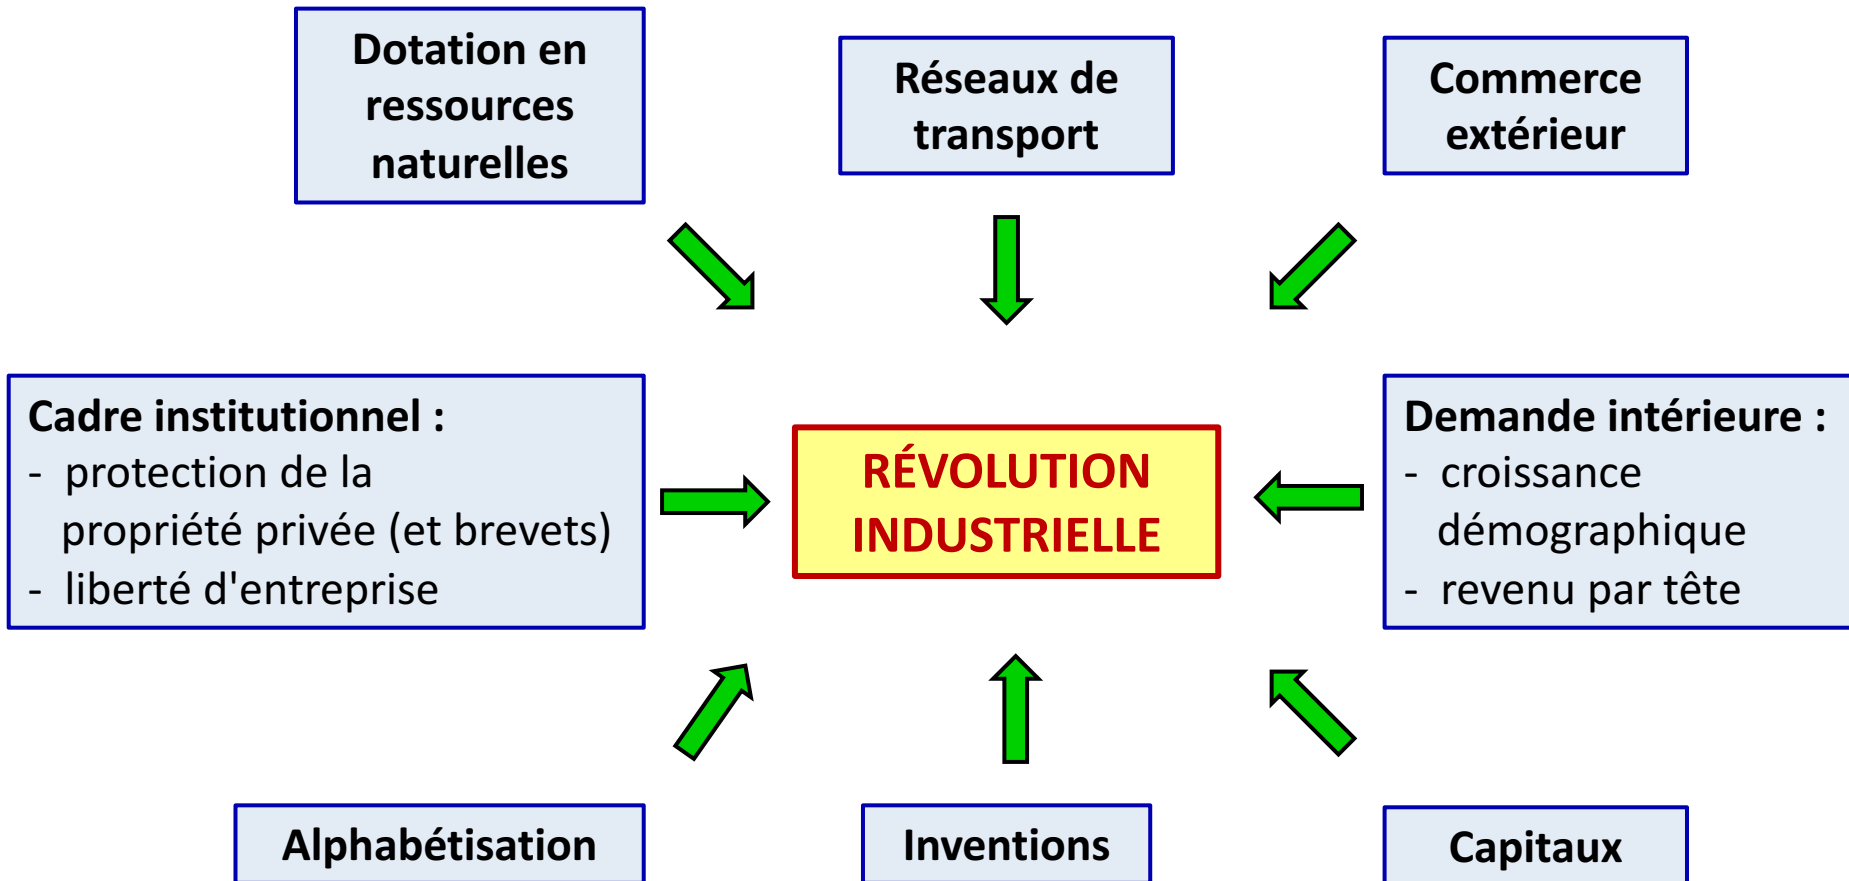 Dotation en
ressources
naturelles
Réseaux de
transport
Commerce
extérieur
Cadre institutionnel :
- protection de la
propriété privée (et brevets)
- liberté d'entreprise
RÉVOLUTION
INDUSTRIELLE
Demande intérieure :
- croissance
démographique
- revenu par tête
Alphabétisation
Inventions
Capitaux